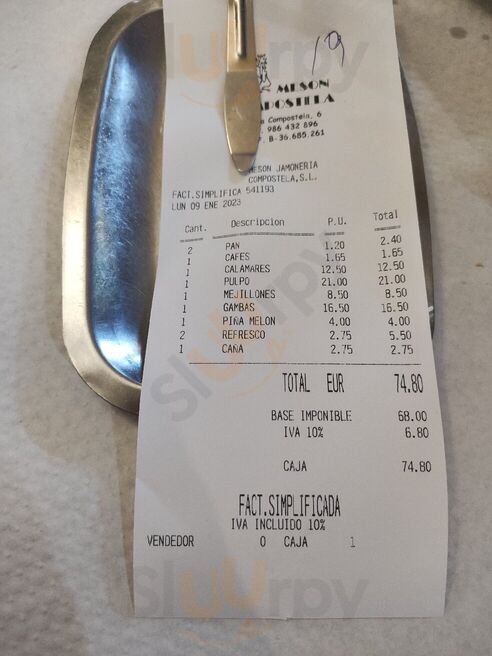 19
MESON
a Compostela, 6
986 432 896
B-36.685.261
MESON JAMONERIA
COMPOSTELA,S.L.
FACT.SIMPLIFICA 541193
LUN 09 ENE 2023
Cant. Descripcion P.U. Total
2 PAN 1.20 2.40
1 CAFES 1.65 1.65
1 CALAMARES 12.50 12.50
1 PULPO 21.00 21.00
1 MEJILLONES 8.50 8.50
1 GAMBAS 16.50 16.50
1 PIÑA MELON 4.00 4.00
2 REFRESCO 2.75 5.50
1 CAÑA 2.75 2.75
TOTAL EUR 74.80
BASE IMPONIBLE 68.00
IVA 10% 6.80
CAJA 74.80
FACT.SIMPLIFICADA
IVA INCLUIDO 10%
VENDEDOR 0 CAJA 1
sluurpy